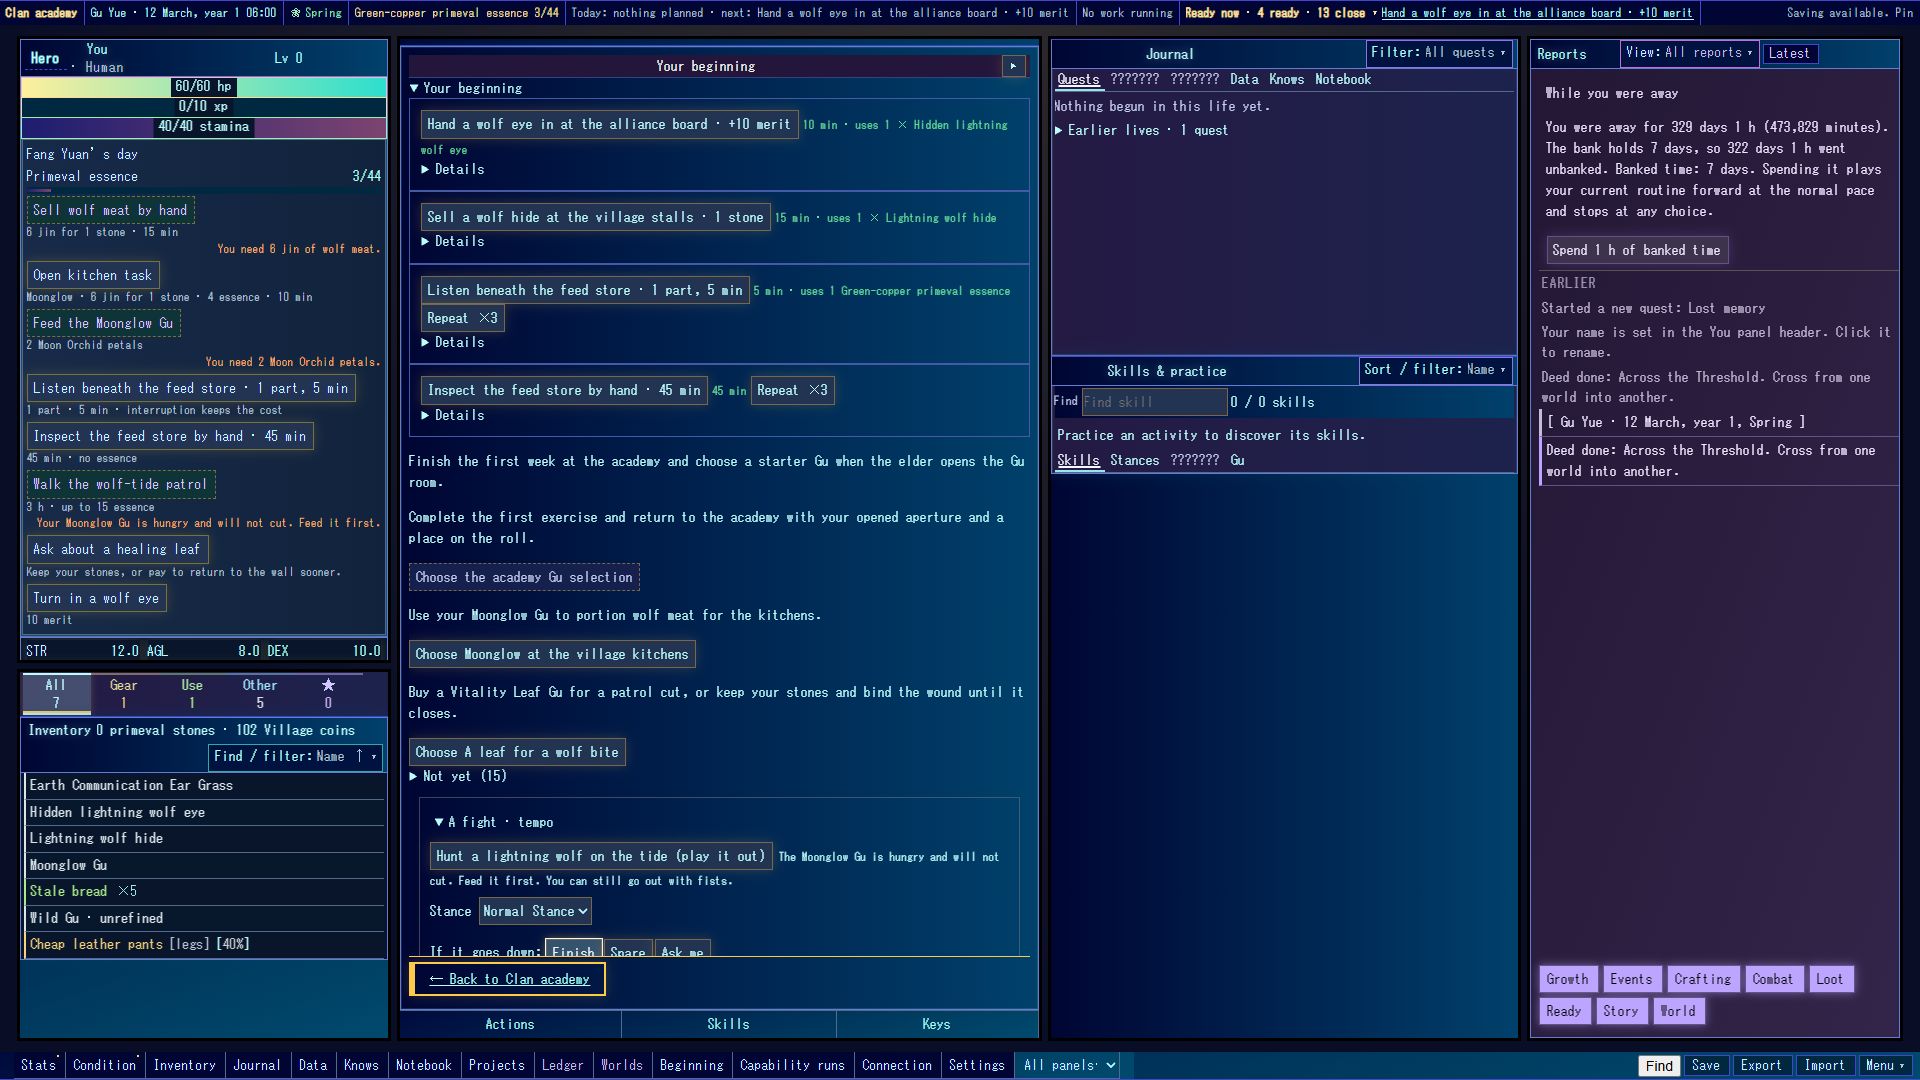 Clan academy Gu Yue · 12 March, year 1 06:00 Spring Green-copper primeval essence 3/44 Today: nothing planned · next: Hand a wolf eye in at the alliance board · +10 merit No work running Ready now · 4 ready · 13 close ▾ Hand a wolf eye in at the alliance board · +10 merit Saving available. Pin
Hero · You Human Lv 0
60/60 hp
0/10 xp
40/40 stamina
Fang Yuan's day
Primeval essence 3/44
Sell wolf meat by hand
6 jin for 1 stone · 15 min
You need 6 jin of wolf meat.
Open kitchen task
Moonglow · 6 jin for 1 stone · 4 essence · 10 min
Feed the Moonglow Gu
2 Moon Orchid petals
You need 2 Moon Orchid petals.
Listen beneath the feed store · 1 part, 5 min
1 part · 5 min · interruption keeps the cost
Inspect the feed store by hand · 45 min
45 min · no essence
Walk the wolf-tide patrol
3 h · up to 15 essence
Your Moonglow Gu is hungry and will not cut. Feed it first.
Ask about a healing leaf
Keep your stones, or pay to return to the wall sooner.
Turn in a wolf eye
10 merit
STR 12.0 AGL 8.0 DEX 10.0
All 7 Gear 1 Use 1 Other 5 ★ 0
Inventory 0 primeval stones · 102 Village coins
Find / filter: Name ↑ ▾
Earth Communication Ear Grass
Hidden lightning wolf eye
Lightning wolf hide
Moonglow Gu
Stale bread ×5
Wild Gu · unrefined
Cheap leather pants [legs] [40%]
Your beginning ▸
▼ Your beginning
Hand a wolf eye in at the alliance board · +10 merit 10 min · uses 1 × Hidden lightning
wolf eye
▶ Details
Sell a wolf hide at the village stalls · 1 stone 15 min · uses 1 × Lightning wolf hide
▶ Details
Listen beneath the feed store · 1 part, 5 min 5 min · uses 1 Green-copper primeval essence
Repeat ×3
▶ Details
Inspect the feed store by hand · 45 min 45 min Repeat ×3
▶ Details
Finish the first week at the academy and choose a starter Gu when the elder opens the Gu
room.
Complete the first exercise and return to the academy with your opened aperture and a
place on the roll.
Choose the academy Gu selection
Use your Moonglow Gu to portion wolf meat for the kitchens.
Choose Moonglow at the village kitchens
Buy a Vitality Leaf Gu for a patrol cut, or keep your stones and bind the wound until it
closes.
Choose A leaf for a wolf bite
▶ Not yet (15)
▼ A fight · tempo
Hunt a lightning wolf on the tide (play it out) The Moonglow Gu is hungry and will not
cut. Feed it first. You can still go out with fists.
Stance Normal Stance
If it goes down: Finish Spare Ask me
← Back to Clan academy
Actions Skills Keys
Journal Filter: All quests ▾
Quests ??????? ??????? Data Knows Notebook
Nothing begun in this life yet.
▶ Earlier lives · 1 quest
Skills & practice Sort / filter: Name ▾
Find Find skill 0 / 0 skills
Practice an activity to discover its skills.
Skills Stances ??????? Gu
Reports View: All reports ▾ Latest
While you were away
You were away for 329 days 1 h (473,829 minutes).
The bank holds 7 days, so 322 days 1 h went
unbanked. Banked time: 7 days. Spending it plays
your current routine forward at the normal pace
and stops at any choice.
Spend 1 h of banked time
EARLIER
Started a new quest: Lost memory
Your name is set in the You panel header. Click it
to rename.
Deed done: Across the Threshold. Cross from one
world into another.
[ Gu Yue · 12 March, year 1, Spring ]
Deed done: Across the Threshold. Cross from one
world into another.
Growth Events Crafting Combat Loot
Ready Story World
Stats Condition Inventory Journal Data Knows Notebook Projects Ledger Worlds Beginning Capability runs Connection Settings All panels Find Save Export Import Menu ▾